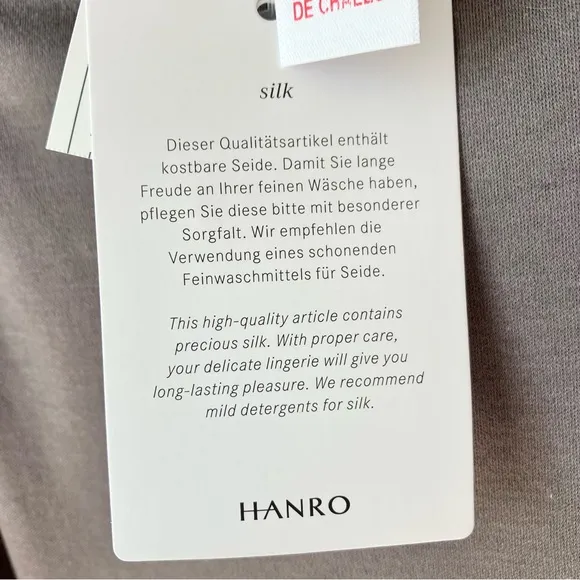 silk
Dieser Qualitätsartikel enthält
kostbare Seide. Damit Sie lange
Freude an Ihrer feinen Wäsche haben,
pflegen Sie diese bitte mit besonderer
Sorgfalt. Wir empfehlen die
Verwendung eines schonenden
Feinwaschmittels für Seide.
This high-quality article contains
precious silk. With proper care,
your delicate lingerie will give you
long-lasting pleasure. We recommend
mild detergents for silk.
HANRO